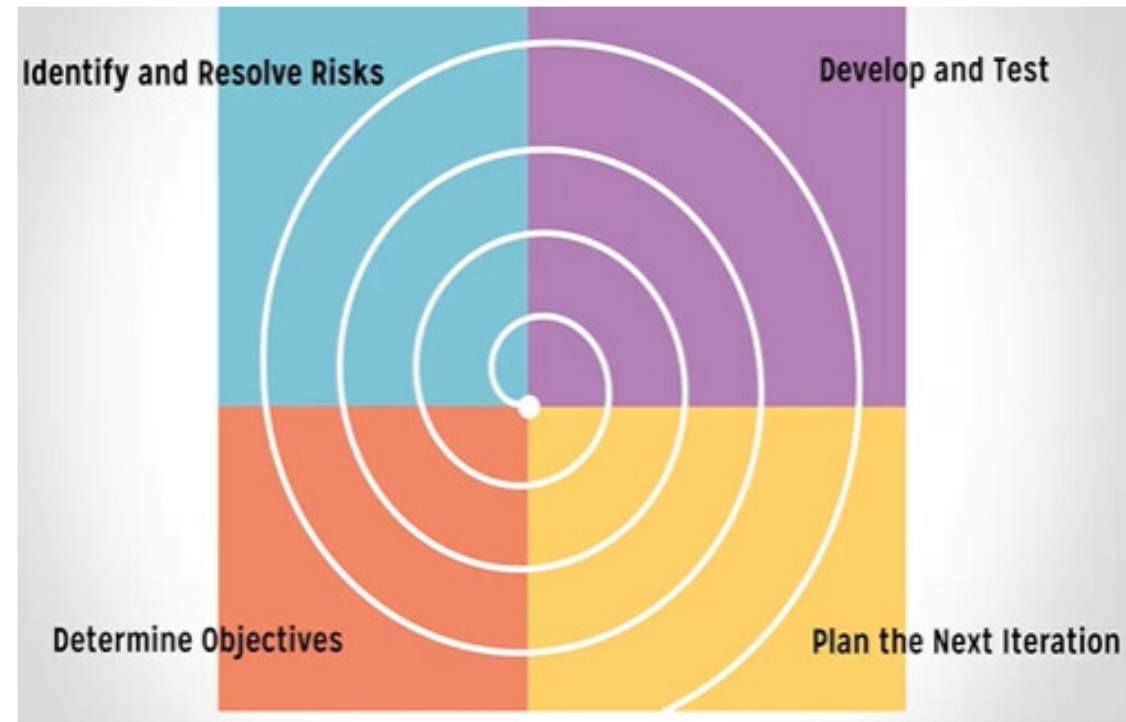 Identify and Resolve Risks
Develop and Test
Determine Objectives
Plan the Next Iteration